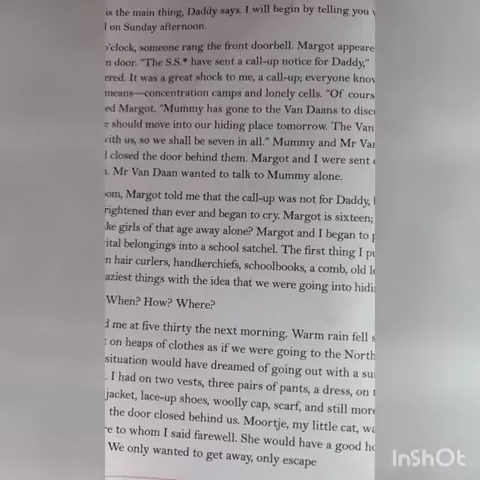 is the main thing, Daddy says. I will begin by telling you
on Sunday afternoon.
o'clock, someone rang the front doorbell. Margot appeare
n door. "The S.S.* have sent a call-up notice for Daddy,"
ered. It was a great shock to me, a call-up; everyone knov
means—concentration camps and lonely cells. "Of cours
ed Margot. "Mummy has gone to the Van Daans to disc
e should move into our hiding place tomorrow. The Van
with us, so we shall be seven in all." Mummy and Mr Va
closed the door behind them. Margot and I were sent
. Mr Van Daan wanted to talk to Mummy alone.
om, Margot told me that the call-up was not for Daddy,
rightened than ever and began to cry. Margot is sixteen;
ke girls of that age away alone? Margot and I began to p
ital belongings into a school satchel. The first thing I pu
n hair curlers, handkerchiefs, schoolbooks, a comb, old l
aziest things with the idea that we were going into hidi
When? How? Where?
d me at five thirty the next morning. Warm rain fell s
on heaps of clothes as if we were going to the North
situation would have dreamed of going out with a su
. I had on two vests, three pairs of pants, a dress, on
jacket, lace-up shoes, woolly cap, scarf, and still more
the door closed behind us. Moortje, my little cat, wa
re to whom I said farewell. She would have a good ho
We only wanted to get away, only escape
InShOt